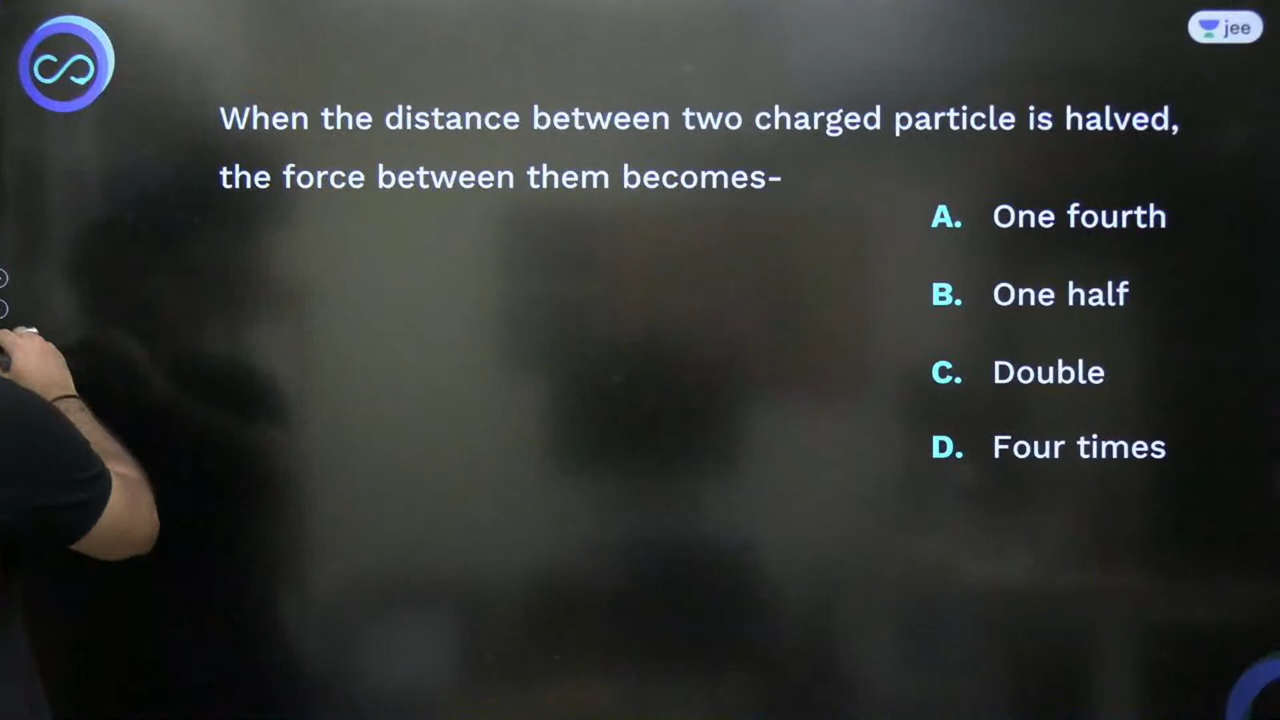 jee
When the distance between two charged particle is halved,
the force between them becomes-
A. One fourth
B. One half
C. Double
D. Four times